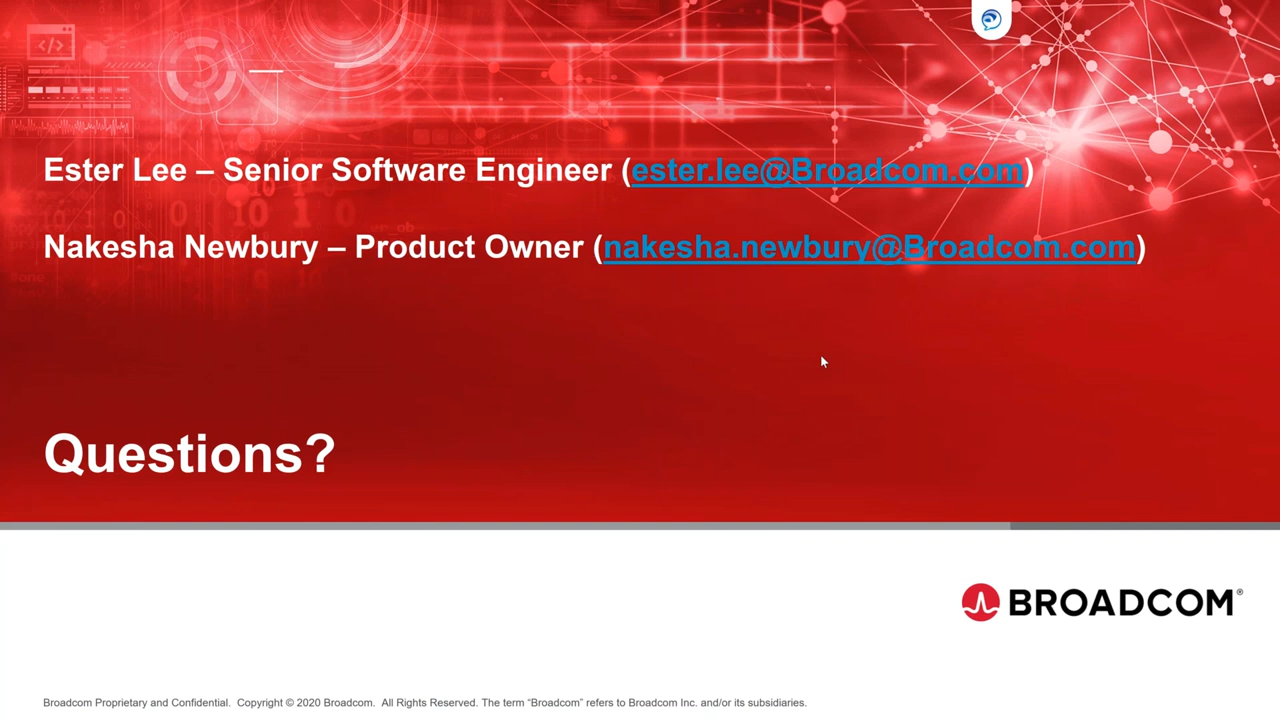 Ester Lee – Senior Software Engineer (ester.lee@Broadcom.com)
Nakesha Newbury – Product Owner (nakesha.newbury@Broadcom.com)
Questions?
BROADCOM®
Broadcom Proprietary and Confidential.  Copyright © 2020 Broadcom.  All Rights Reserved. The term “Broadcom” refers to Broadcom Inc. and/or its subsidiaries.